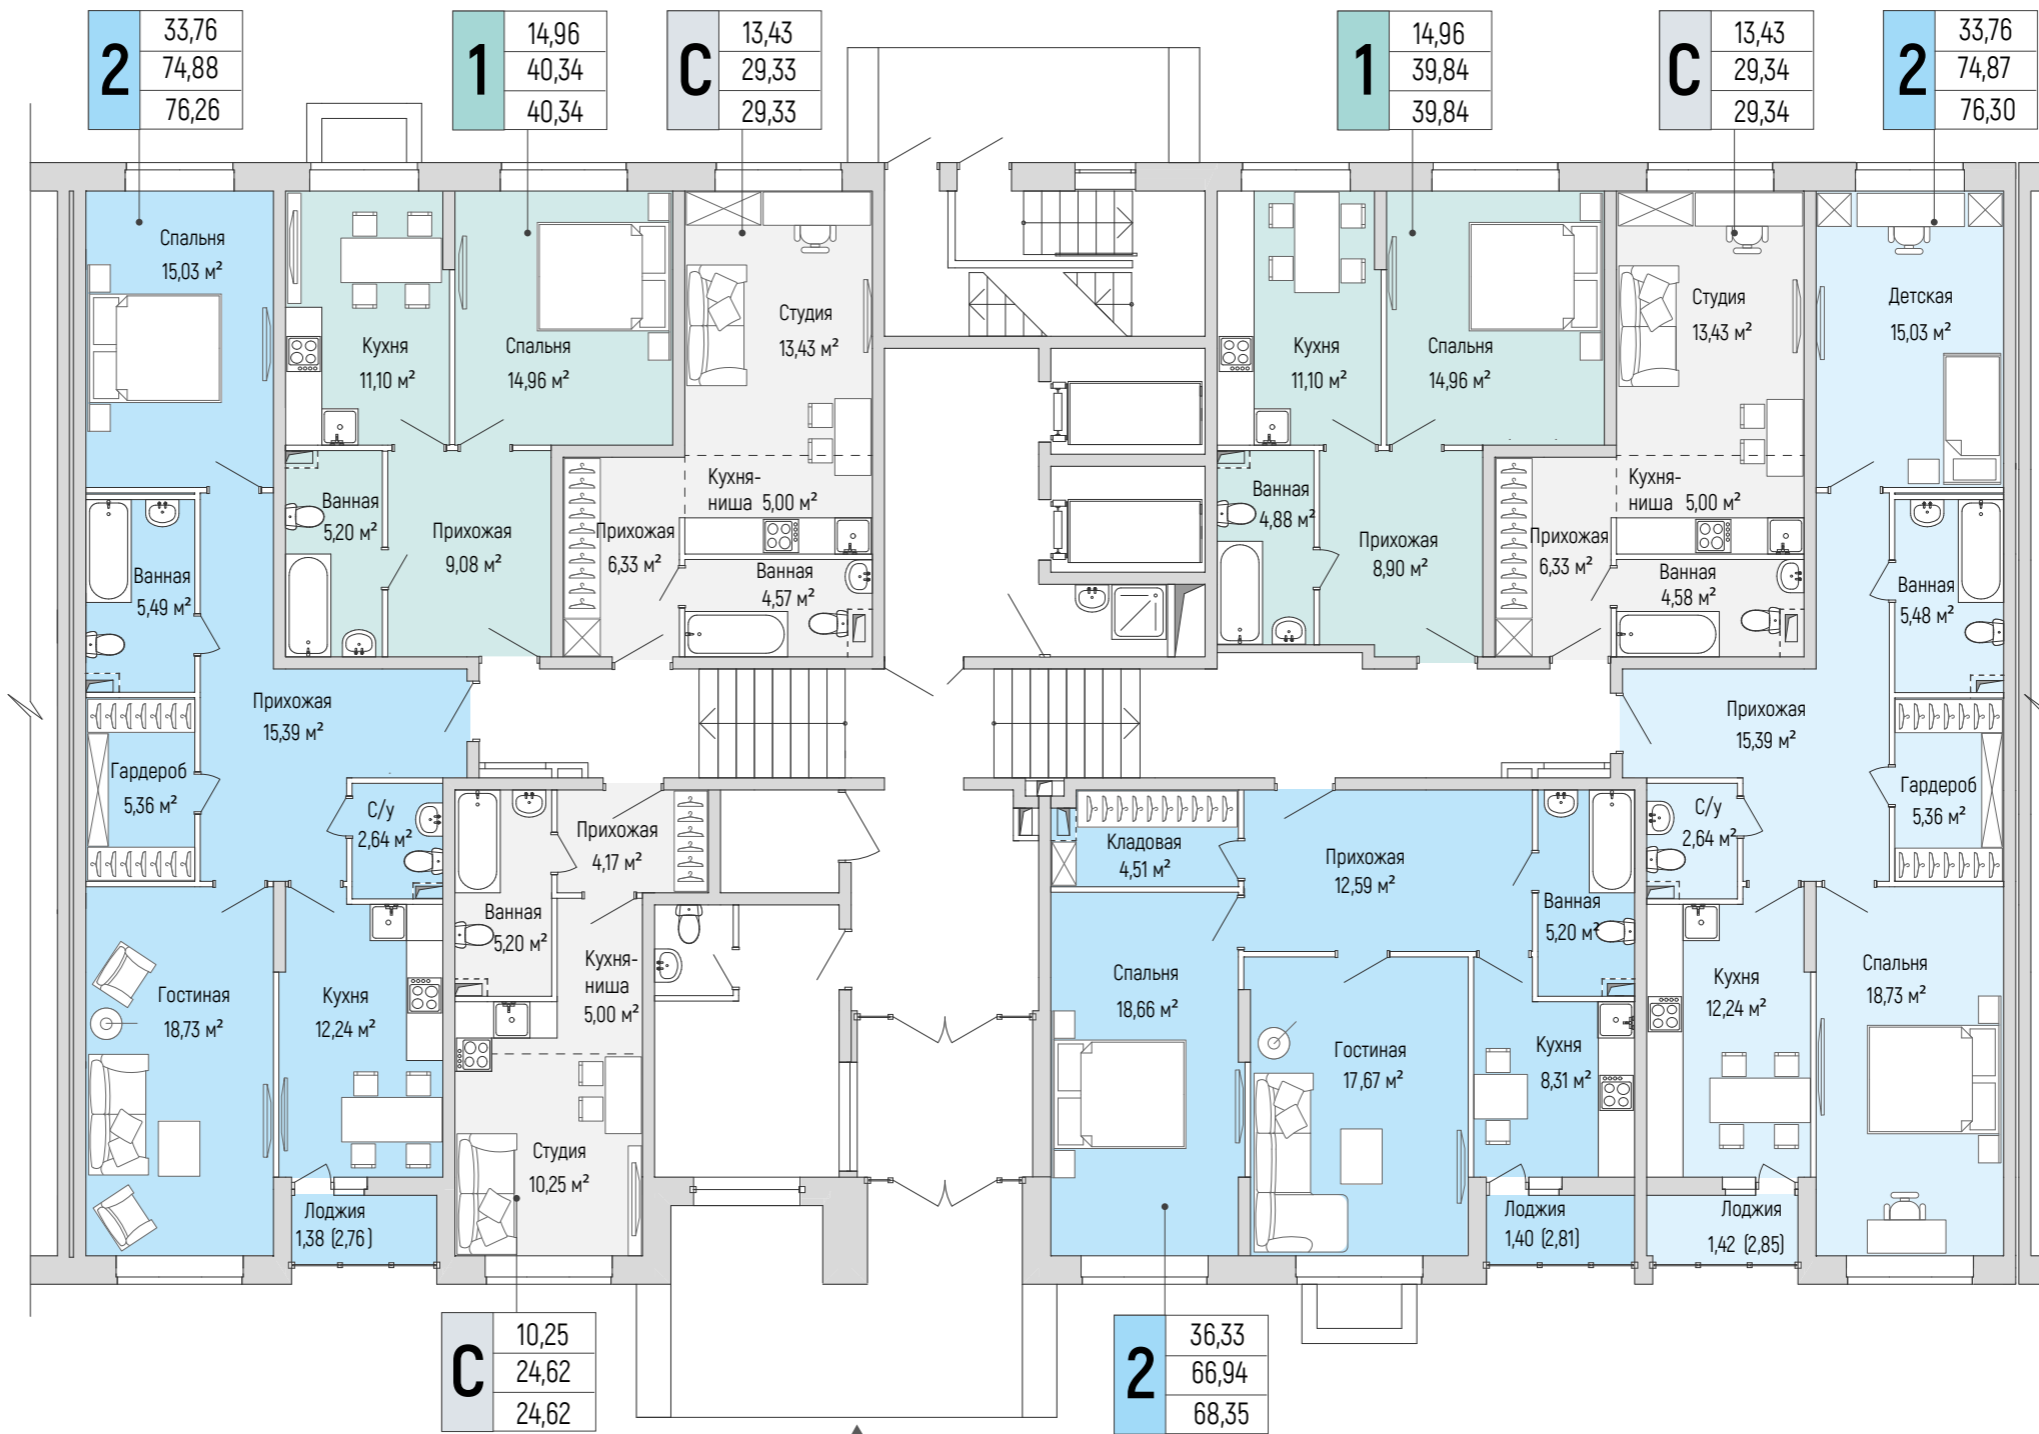 2
33,76
74,88
76,26
1
14,96
40,34
40,34
С
13,43
29,33
29,33
1
14,96
39,84
39,84
С
13,43
29,34
29,34
2
33,76
74,87
76,30
Спальня
15,03 м²
Кухня
11,10 м²
Спальня
14,96 м²
Студия
13,43 м²
Ванная
5,20 м²
Прихожая
9,08 м²
Прихожая
6,33 м²
Кухня-
ниша 5,00 м²
Ванная
4,57 м²
Ванная
5,49 м²
Прихожая
15,39 м²
Гардероб
5,36 м²
С/у
2,64 м²
Гостиная
18,73 м²
Кухня
12,24 м²
Лоджия
1,38 (2,76)
Прихожая
4,17 м²
Ванная
5,20 м²
Кухня-
ниша
5,00 м²
Студия
10,25 м²
Кухня
11,10 м²
Спальня
14,96 м²
Студия
13,43 м²
Детская
15,03 м²
Ванная
4,88 м²
Прихожая
8,90 м²
Прихожая
6,33 м²
Кухня-
ниша 5,00 м²
Ванная
4,58 м²
Ванная
5,48 м²
Прихожая
15,39 м²
Гардероб
5,36 м²
С/у
2,64 м²
Кладовая
4,51 м²
Прихожая
12,59 м²
Ванная
5,20 м²
Спальня
18,66 м²
Гостиная
17,67 м²
Кухня
8,31 м²
Лоджия
1,40 (2,81)
Кухня
12,24 м²
Спальня
18,73 м²
Лоджия
1,42 (2,85)
С
10,25
24,62
24,62
2
36,33
66,94
68,35